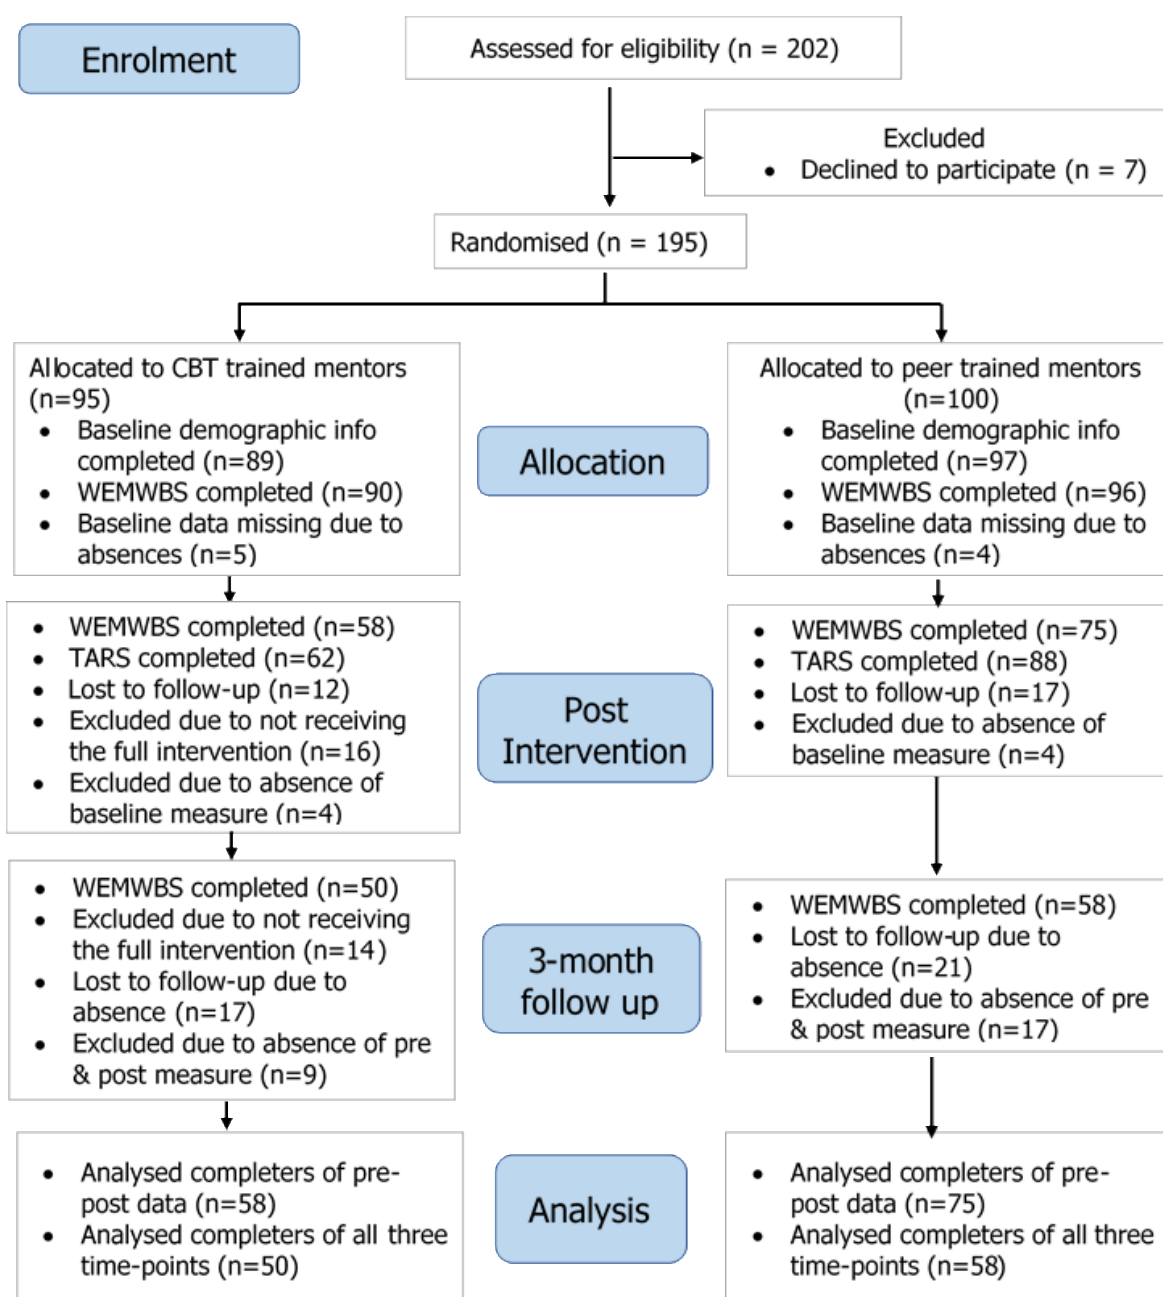 Enrolment
Assessed for eligibility (n = 202)
Excluded
• Declined to participate (n = 7)
Randomised (n = 195)
Allocated to CBT trained mentors
(n=95)
• Baseline demographic info
completed (n=89)
• WEMWBS completed (n=90)
• Baseline data missing due to
absences (n=5)
Allocation
Allocated to peer trained mentors
(n=100)
• Baseline demographic info
completed (n=97)
• WEMWBS completed (n=96)
• Baseline data missing due to
absences (n=4)
• WEMWBS completed (n=58)
• TARS completed (n=62)
• Lost to follow-up (n=12)
• Excluded due to not receiving
the full intervention (n=16)
• Excluded due to absence of
baseline measure (n=4)
Post
Intervention
• WEMWBS completed (n=75)
• TARS completed (n=88)
• Lost to follow-up (n=17)
• Excluded due to absence of
baseline measure (n=4)
• WEMWBS completed (n=50)
• Excluded due to not receiving
the full intervention (n=14)
• Lost to follow-up due to
absence (n=17)
• Excluded due to absence of pre
& post measure (n=9)
3-month
follow up
• WEMWBS completed (n=58)
• Lost to follow-up due to
absence (n=21)
• Excluded due to absence of pre
& post measure (n=17)
• Analysed completers of pre-
post data (n=58)
• Analysed completers of all three
time-points (n=50)
Analysis
• Analysed completers of pre-
post data (n=75)
• Analysed completers of all three
time-points (n=58)